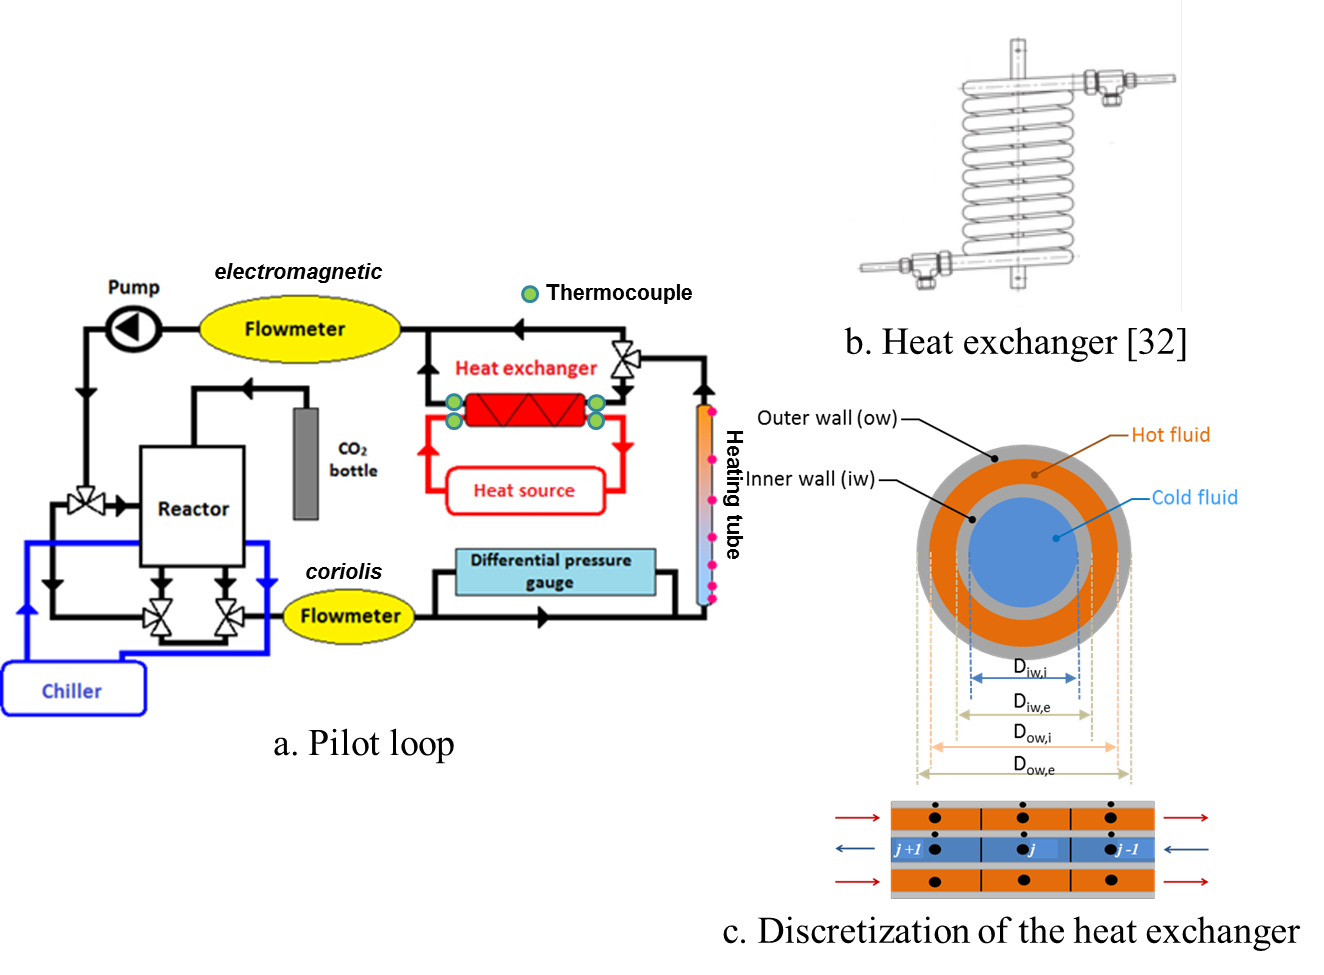 electromagnetic
Pump
Flowmeter
Thermocouple
Heat exchanger
CO₂
bottle
Heat source
Reactor
Heating tube
Differential pressure
gauge
coriolis
Flowmeter
Chiller
a. Pilot loop
b. Heat exchanger [32]
Outer wall (ow)
Hot fluid
Inner wall (iw)
Cold fluid
D_iw,i
D_iw,e
D_ow,i
D_ow,e
j+1
j
j-1
c. Discretization of the heat exchanger